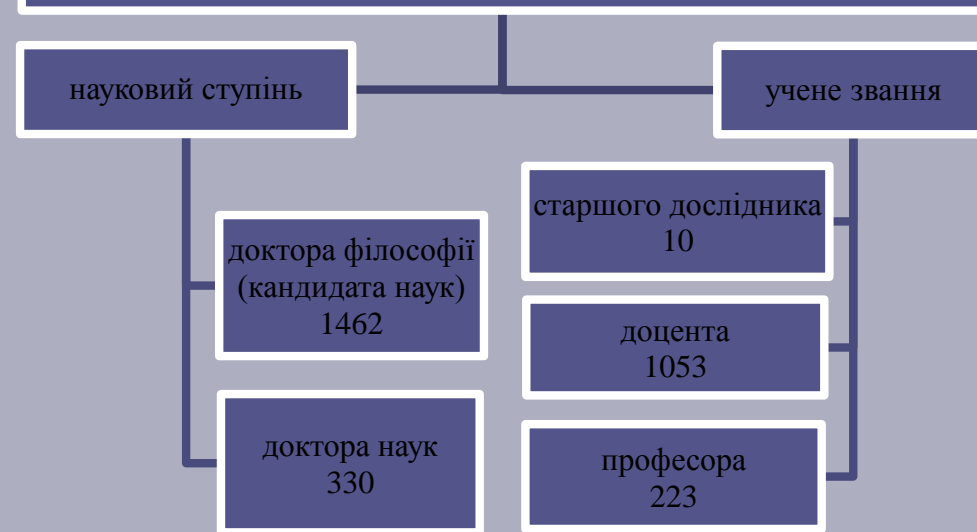 науковий ступінь
учене звання
доктора філософії
(кандидата наук)
1462
доктора наук
330
старшого дослідника
10
доцента
1053
професора
223